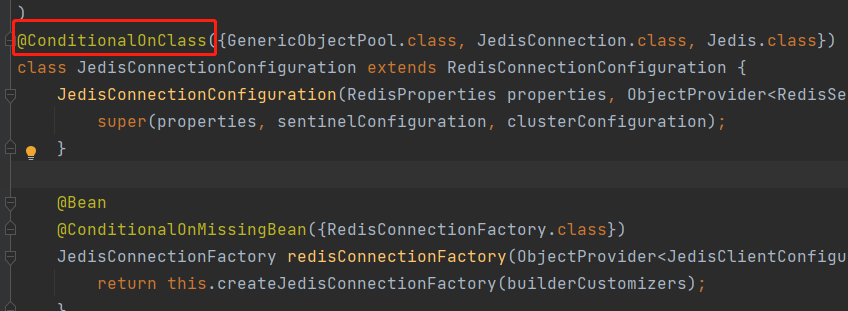 )
@ConditionalOnClass({GenericObjectPool.class, JedisConnection.class, Jedis.class})
class JedisConnectionConfiguration extends RedisConnectionConfiguration {
JedisConnectionConfiguration(RedisProperties properties, ObjectProvider<RedisSe
super(properties, sentinelConfiguration, clusterConfiguration);
}
@Bean
@ConditionalOnMissingBean({RedisConnectionFactory.class})
JedisConnectionFactory redisConnectionFactory(ObjectProvider<JedisClientConfigu
return this.createJedisConnectionFactory(builderCustomizers);
}